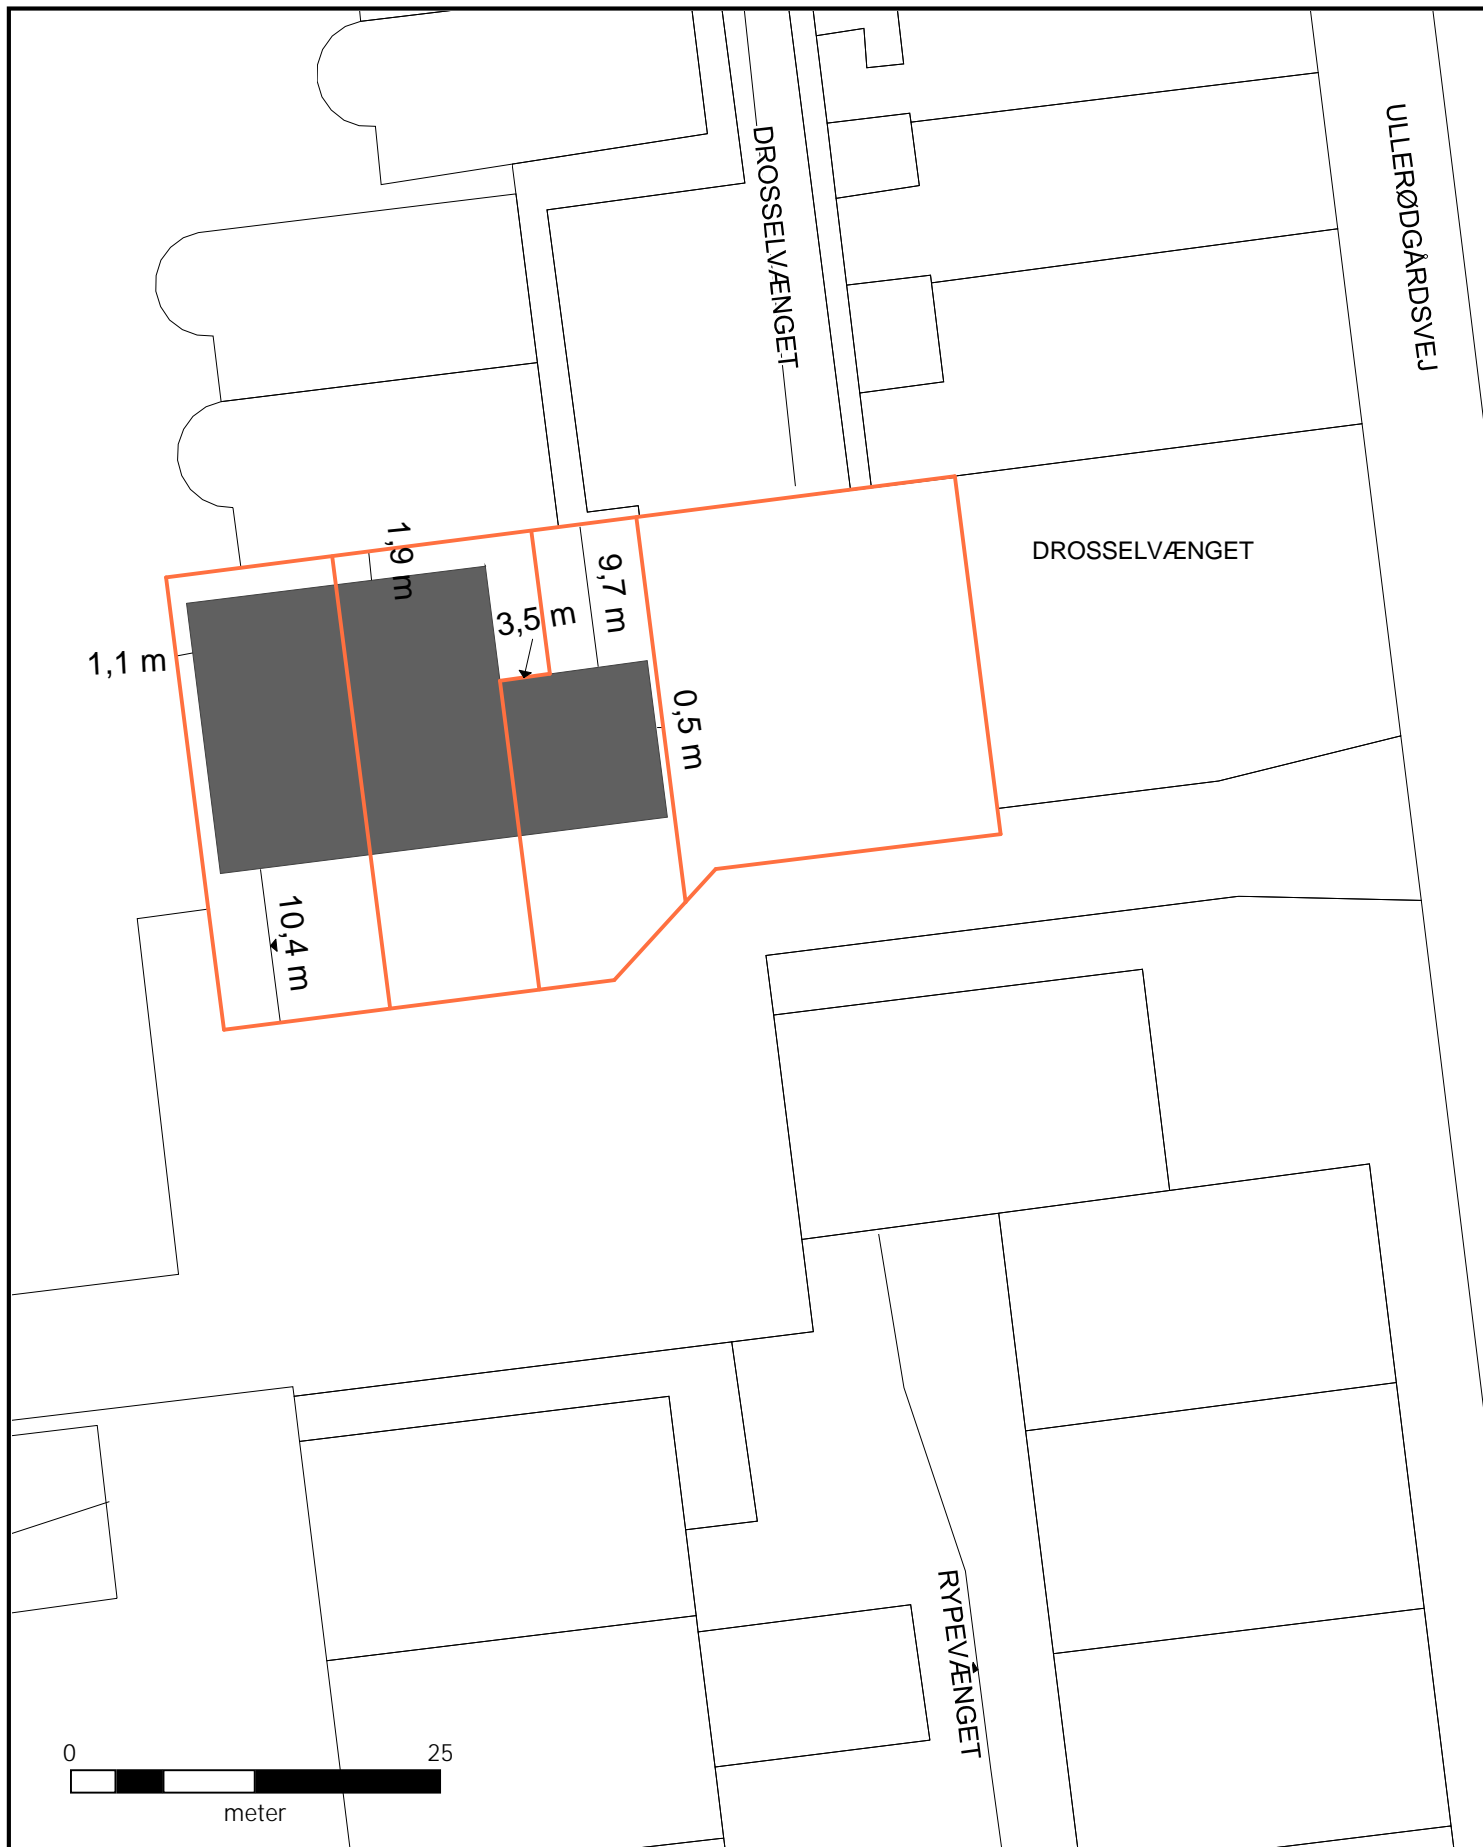 DROSSELVÆNGET
ULLERØDGÅRDSVEJ
DROSSELVÆNGET
1,9 m
9,7 m
3,5 m
1,1 m
0,5 m
10,4 m
RYPEVÆNGET
0 25
meter